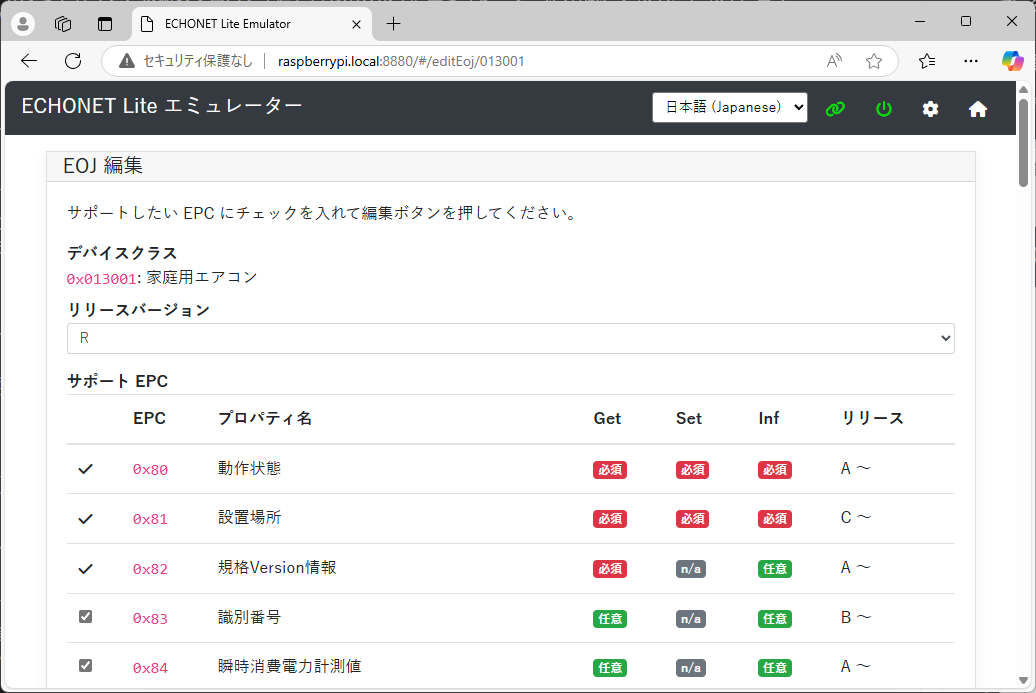 ECHONET Lite Emulator
セキュリティ保護なし raspberrypi.local:8880/#/editEoj/013001
ECHONET Lite エミュレーター 日本語 (Japanese)
EOJ 編集
サポートしたい EPC にチェックを入れて編集ボタンを押してください。
デバイスクラス
0x013001: 家庭用エアコン
リリースバージョン
R
サポート EPC
EPC プロパティ名 Get Set Inf リリース
0x80 動作状態 必須 必須 必須 A ～
0x81 設置場所 必須 必須 必須 C ～
0x82 規格Version情報 必須 n/a 任意 A ～
0x83 識別番号 任意 n/a 任意 B ～
0x84 瞬時消費電力計測値 任意 n/a 任意 A ～